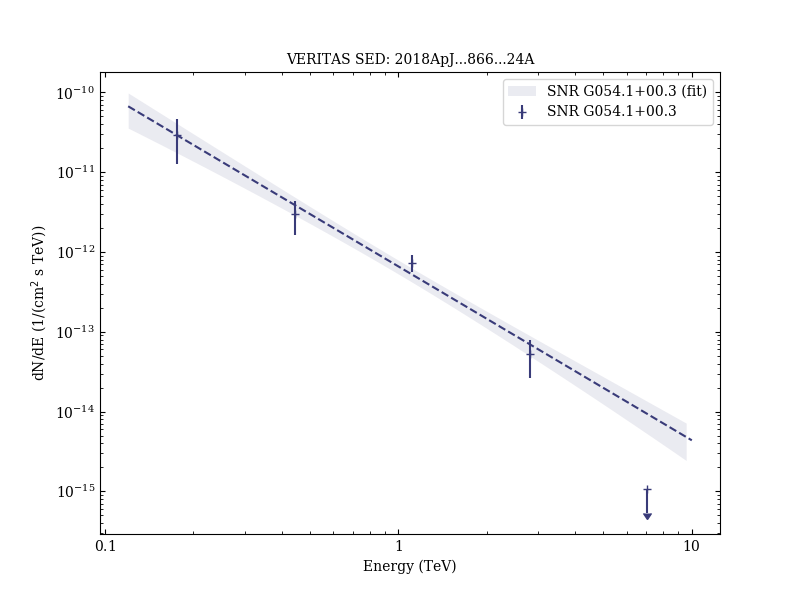 VERITAS SED: 2018ApJ...866...24A
SNR G054.1+00.3 (fit)
SNR G054.1+00.3
dN/dE (1/(cm² s TeV))
10⁻¹⁰
10⁻¹¹
10⁻¹²
10⁻¹³
10⁻¹⁴
10⁻¹⁵
0.1 1 10
Energy (TeV)